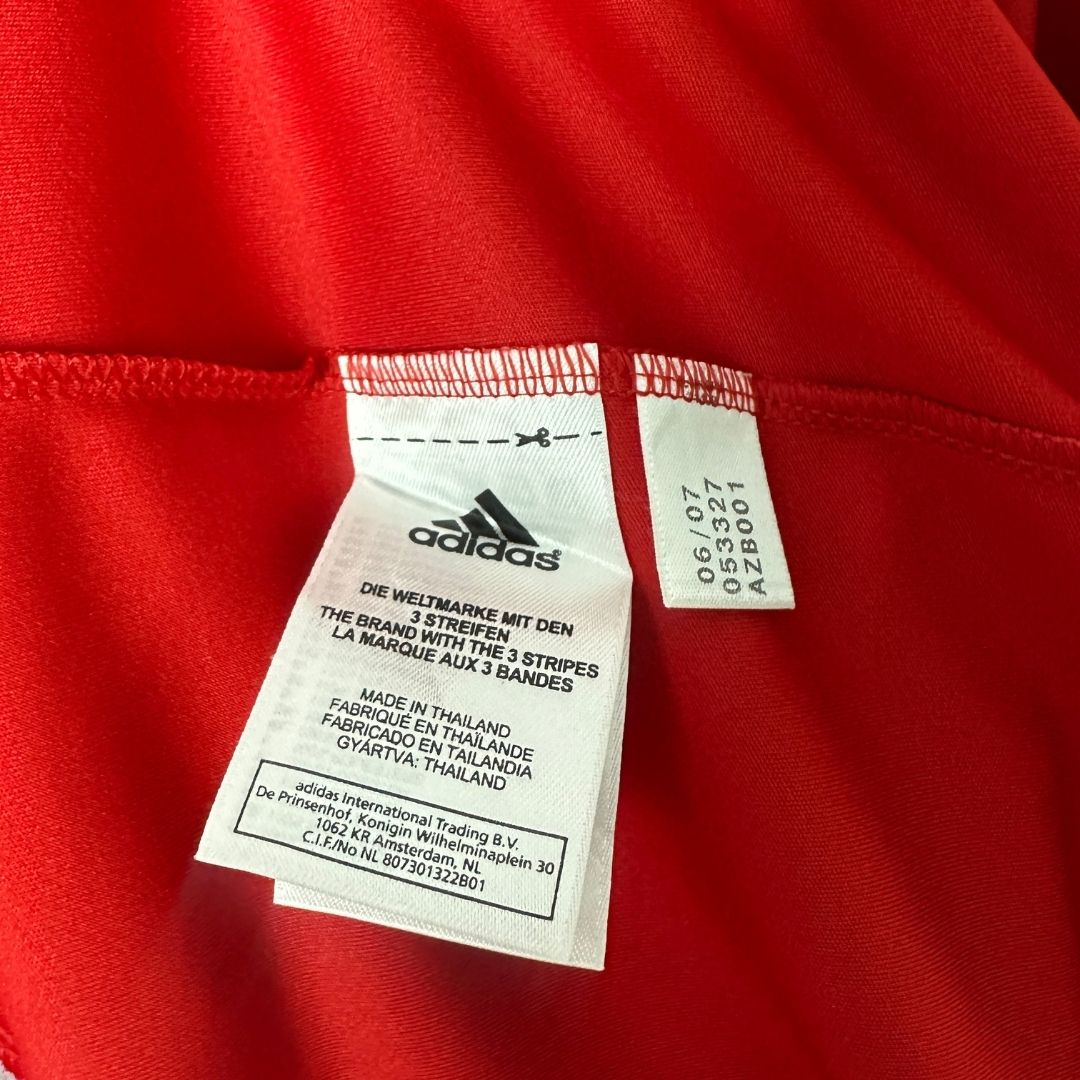 adidas
DIE WELTMARKE MIT DEN
3 STREIFEN
THE BRAND WITH THE 3 STRIPES
LA MARQUE AUX 3 BANDES
MADE IN THAILAND
FABRIQUÉ EN THAÏLANDE
FABRICADO EN TAILANDIA
GYÁRTVA: THAILAND
adidas International Trading B.V.
De Prinsenhof, Konigin Wilhelminaplein 30
1062 KR Amsterdam, NL
C.I.F./No NL 807301322B01
06/07
053327
AZB001